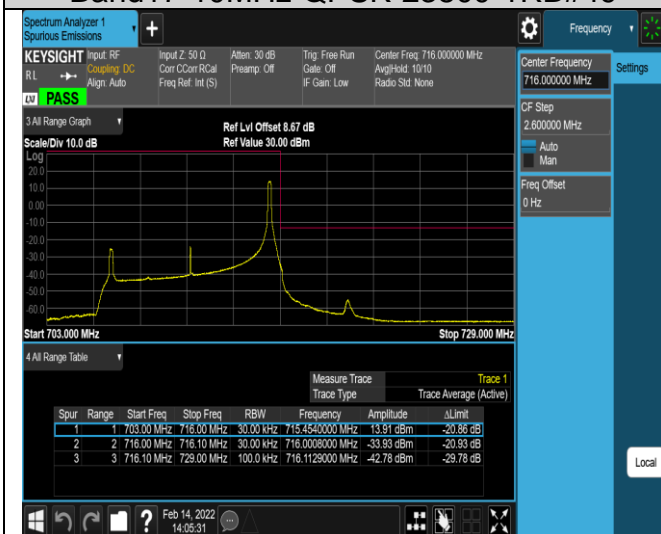 Spectrum Analyzer 1
Spurious Emissions
+
Frequency
KEYSIGHT Input: RF Input Z: 50 Ω Atten: 30 dB Trig: Free Run Center Freq: 716.000000 MHz
RL Coupling: DC Corr CCorr RCal Preamp: Off Gate: Off Avg|Hold: 10/10
Align: Auto Freq Ref: Int (S) IF Gain: Low Radio Std: None
PASS
Center Frequency
716.000000 MHz
Settings
CF Step
2.600000 MHz
Auto
Man
Freq Offset
0 Hz
3 All Range Graph
Ref Lvl Offset 8.67 dB
Scale/Div 10.0 dB Ref Value 30.00 dBm
Log
20.0
10.0
0.00
-10.0
-20.0
-30.0
-40.0
-50.0
-60.0
Start 703.000 MHz Stop 729.000 MHz
4 All Range Table
Measure Trace Trace 1
Trace Type Trace Average (Active)
Spur Range Start Freq Stop Freq RBW Frequency Amplitude ΔLimit
1 1 703.00 MHz 716.00 MHz 30.00 kHz 715.4540000 MHz 13.91 dBm -20.86 dB
2 2 716.00 MHz 716.10 MHz 30.00 kHz 716.0008000 MHz -33.93 dBm -20.93 dB
3 3 716.10 MHz 729.00 MHz 100.0 kHz 716.1129000 MHz -42.78 dBm -29.78 dB
Local
Feb 14, 2022
14:05:31